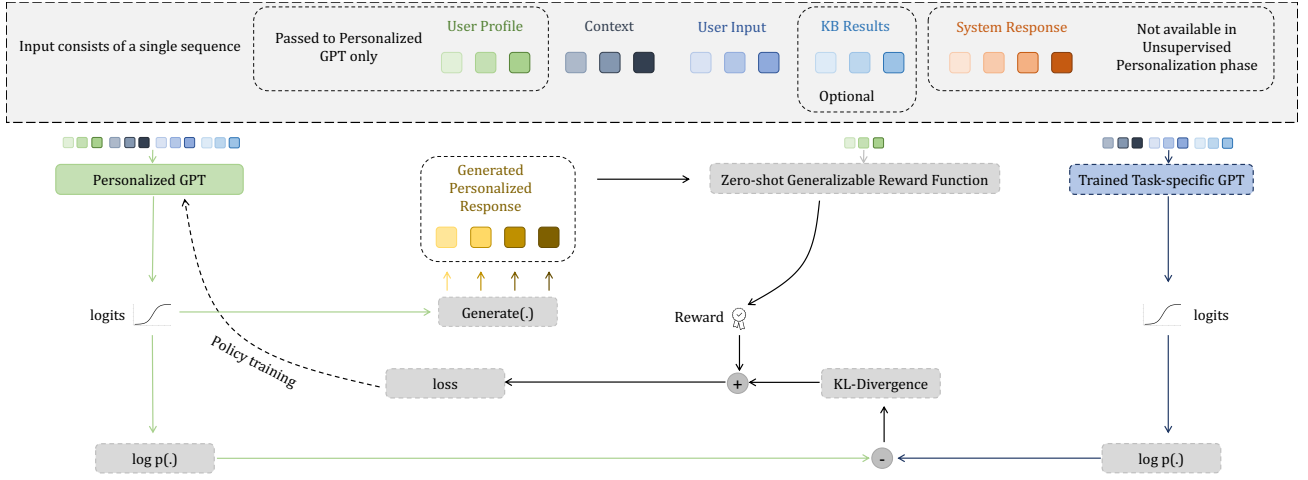 Input consists of a single sequence
Passed to Personalized
GPT only
User Profile
Context
User Input
KB Results
Optional
System Response
Not available in
Unsupervised
Personalization phase
Personalized GPT
Generated
Personalized
Response
Zero-shot Generalizable Reward Function
Trained Task-specific GPT
logits
Generate(.)
Reward
logits
Policy training
loss
+
KL-Divergence
log p(.)
-
log p(.)